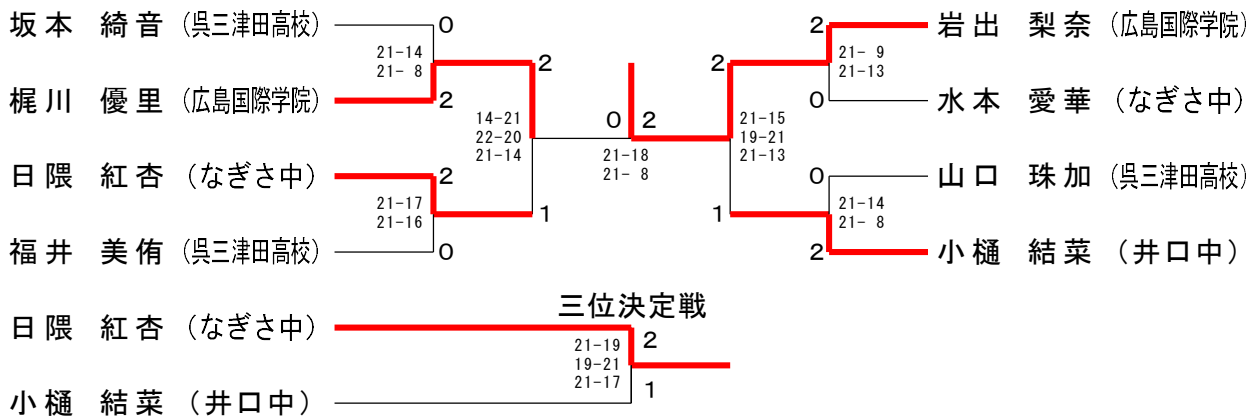 坂本 綺音 (呉三津田高校)
0
21-14
21- 8
2
梶川 優里 (広島国際学院)
2
14-21
22-20
21-14
日隈 紅杏 (なぎさ中)
2
21-17
21-16
1
福井 美侑 (呉三津田高校)
0
0 2
21-18
21- 8
2 岩出 梨奈 (広島国際学院)
21- 9
21-13
2
0 水本 愛華 (なぎさ中)
21-15
19-21
21-13
0 山口 珠加 (呉三津田高校)
21-14
21- 8
1
2 小樋 結菜 (井口中)
三位決定戦
日隈 紅杏 (なぎさ中)
2
21-19
19-21
21-17
1
小樋 結菜 (井口中)